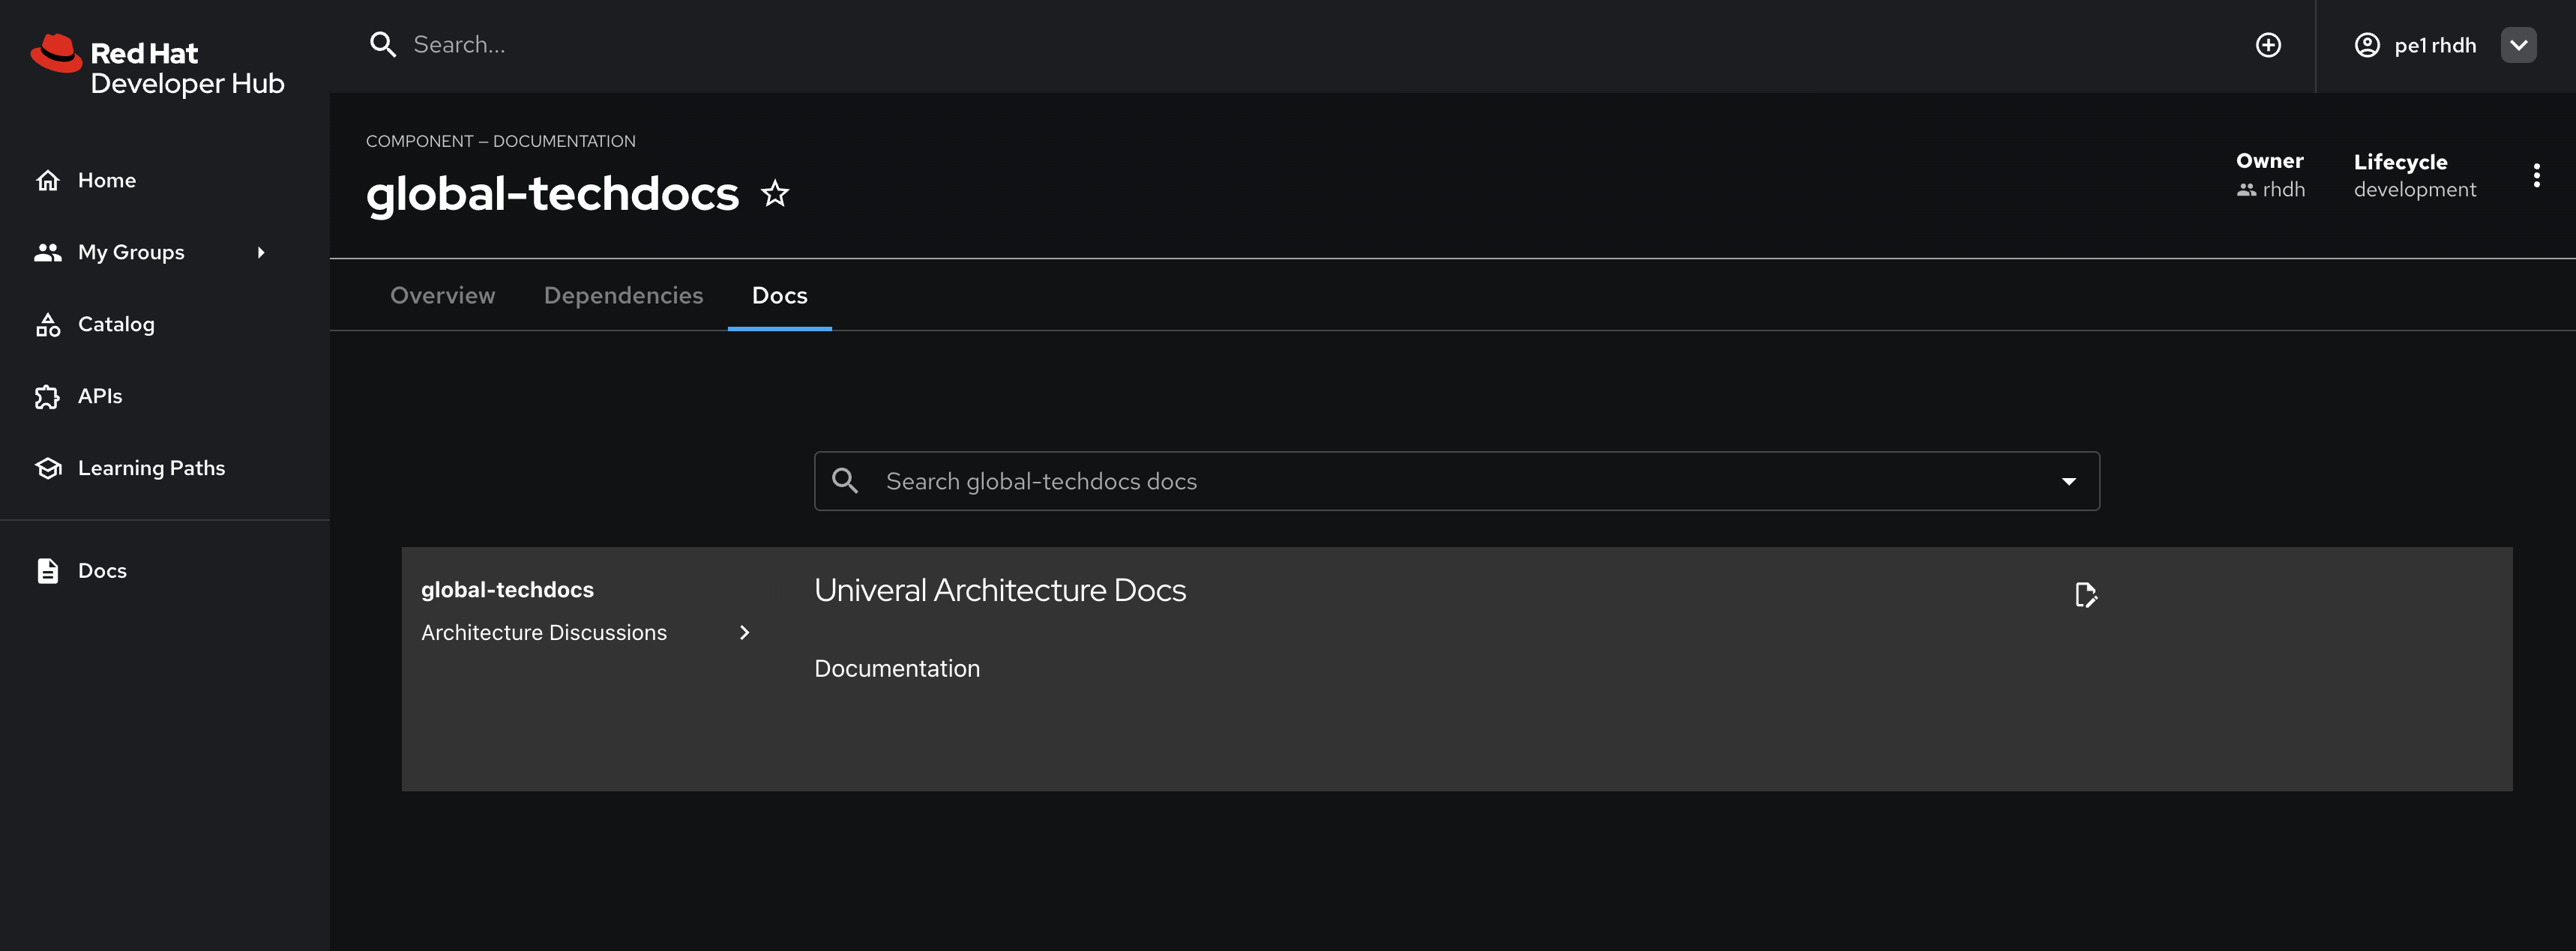 Red Hat
Developer Hub
Search...
pe1 rhdh
Home
My Groups
Catalog
APIs
Learning Paths
Docs
COMPONENT — DOCUMENTATION
global-techdocs
Owner
rhdh
Lifecycle
development
Overview
Dependencies
Docs
Search global-techdocs docs
global-techdocs
Architecture Discussions
Univeral Architecture Docs
Documentation